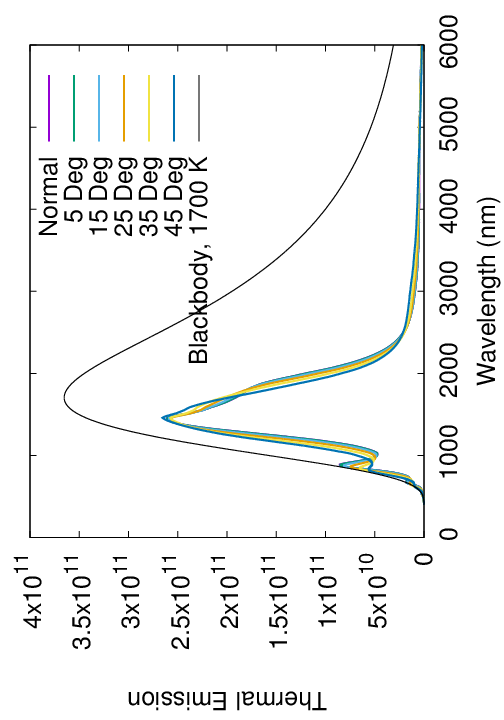 Thermal Emission
4x10^11
3.5x10^11
3x10^11
2.5x10^11
2x10^11
1.5x10^11
1x10^11
5x10^10
0
0 1000 2000 3000 4000 5000 6000
Wavelength (nm)
Normal
5 Deg
15 Deg
25 Deg
35 Deg
45 Deg
Blackbody, 1700 K